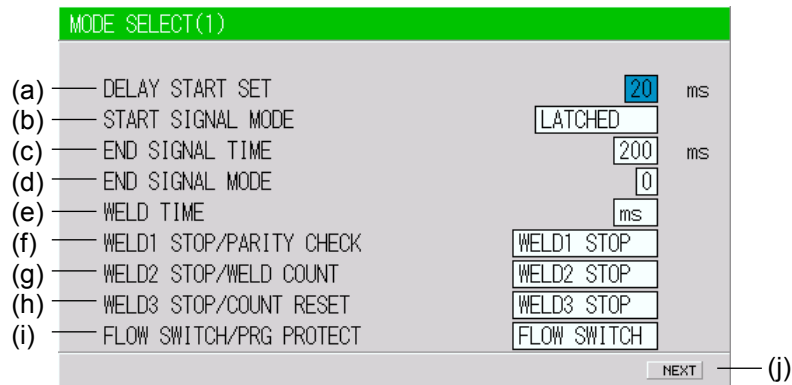 MODE SELECT(1)
(a) DELAY START SET 20 ms
(b) START SIGNAL MODE LATCHED
(c) END SIGNAL TIME 200 ms
(d) END SIGNAL MODE 0
(e) WELD TIME ms
(f) WELD1 STOP/PARITY CHECK WELD1 STOP
(g) WELD2 STOP/WELD COUNT WELD2 STOP
(h) WELD3 STOP/COUNT RESET WELD3 STOP
(i) FLOW SWITCH/PRG PROTECT FLOW SWITCH
NEXT (j)